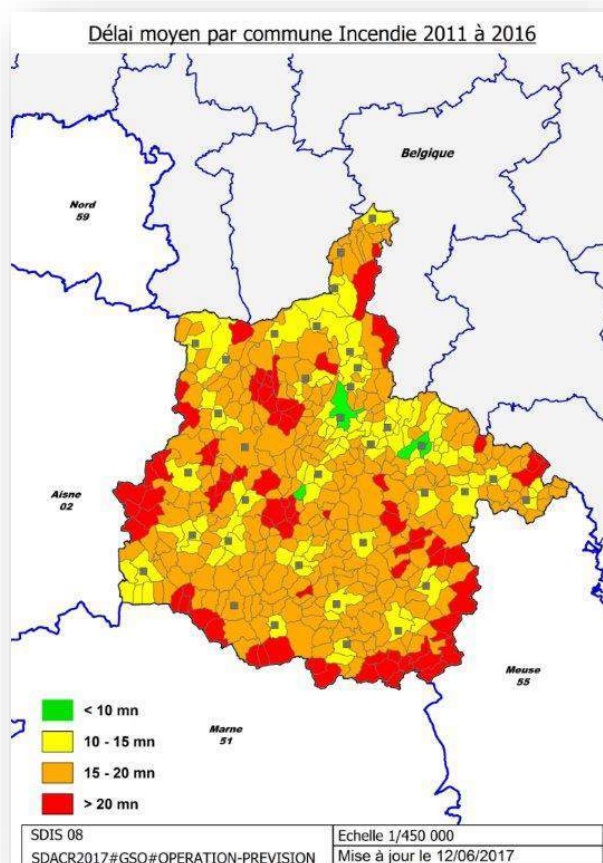 Délai moyen par commune Incendie 2011 à 2016
Belgique
Nord
59
Aisne
02
Meuse
55
Marne
51
< 10 mn
10 - 15 mn
15 - 20 mn
> 20 mn
SDIS 08
Echelle 1/450 000
SDACR2017#GSO#OPERATION-PREVISION
Mise à jour le 12/06/2017